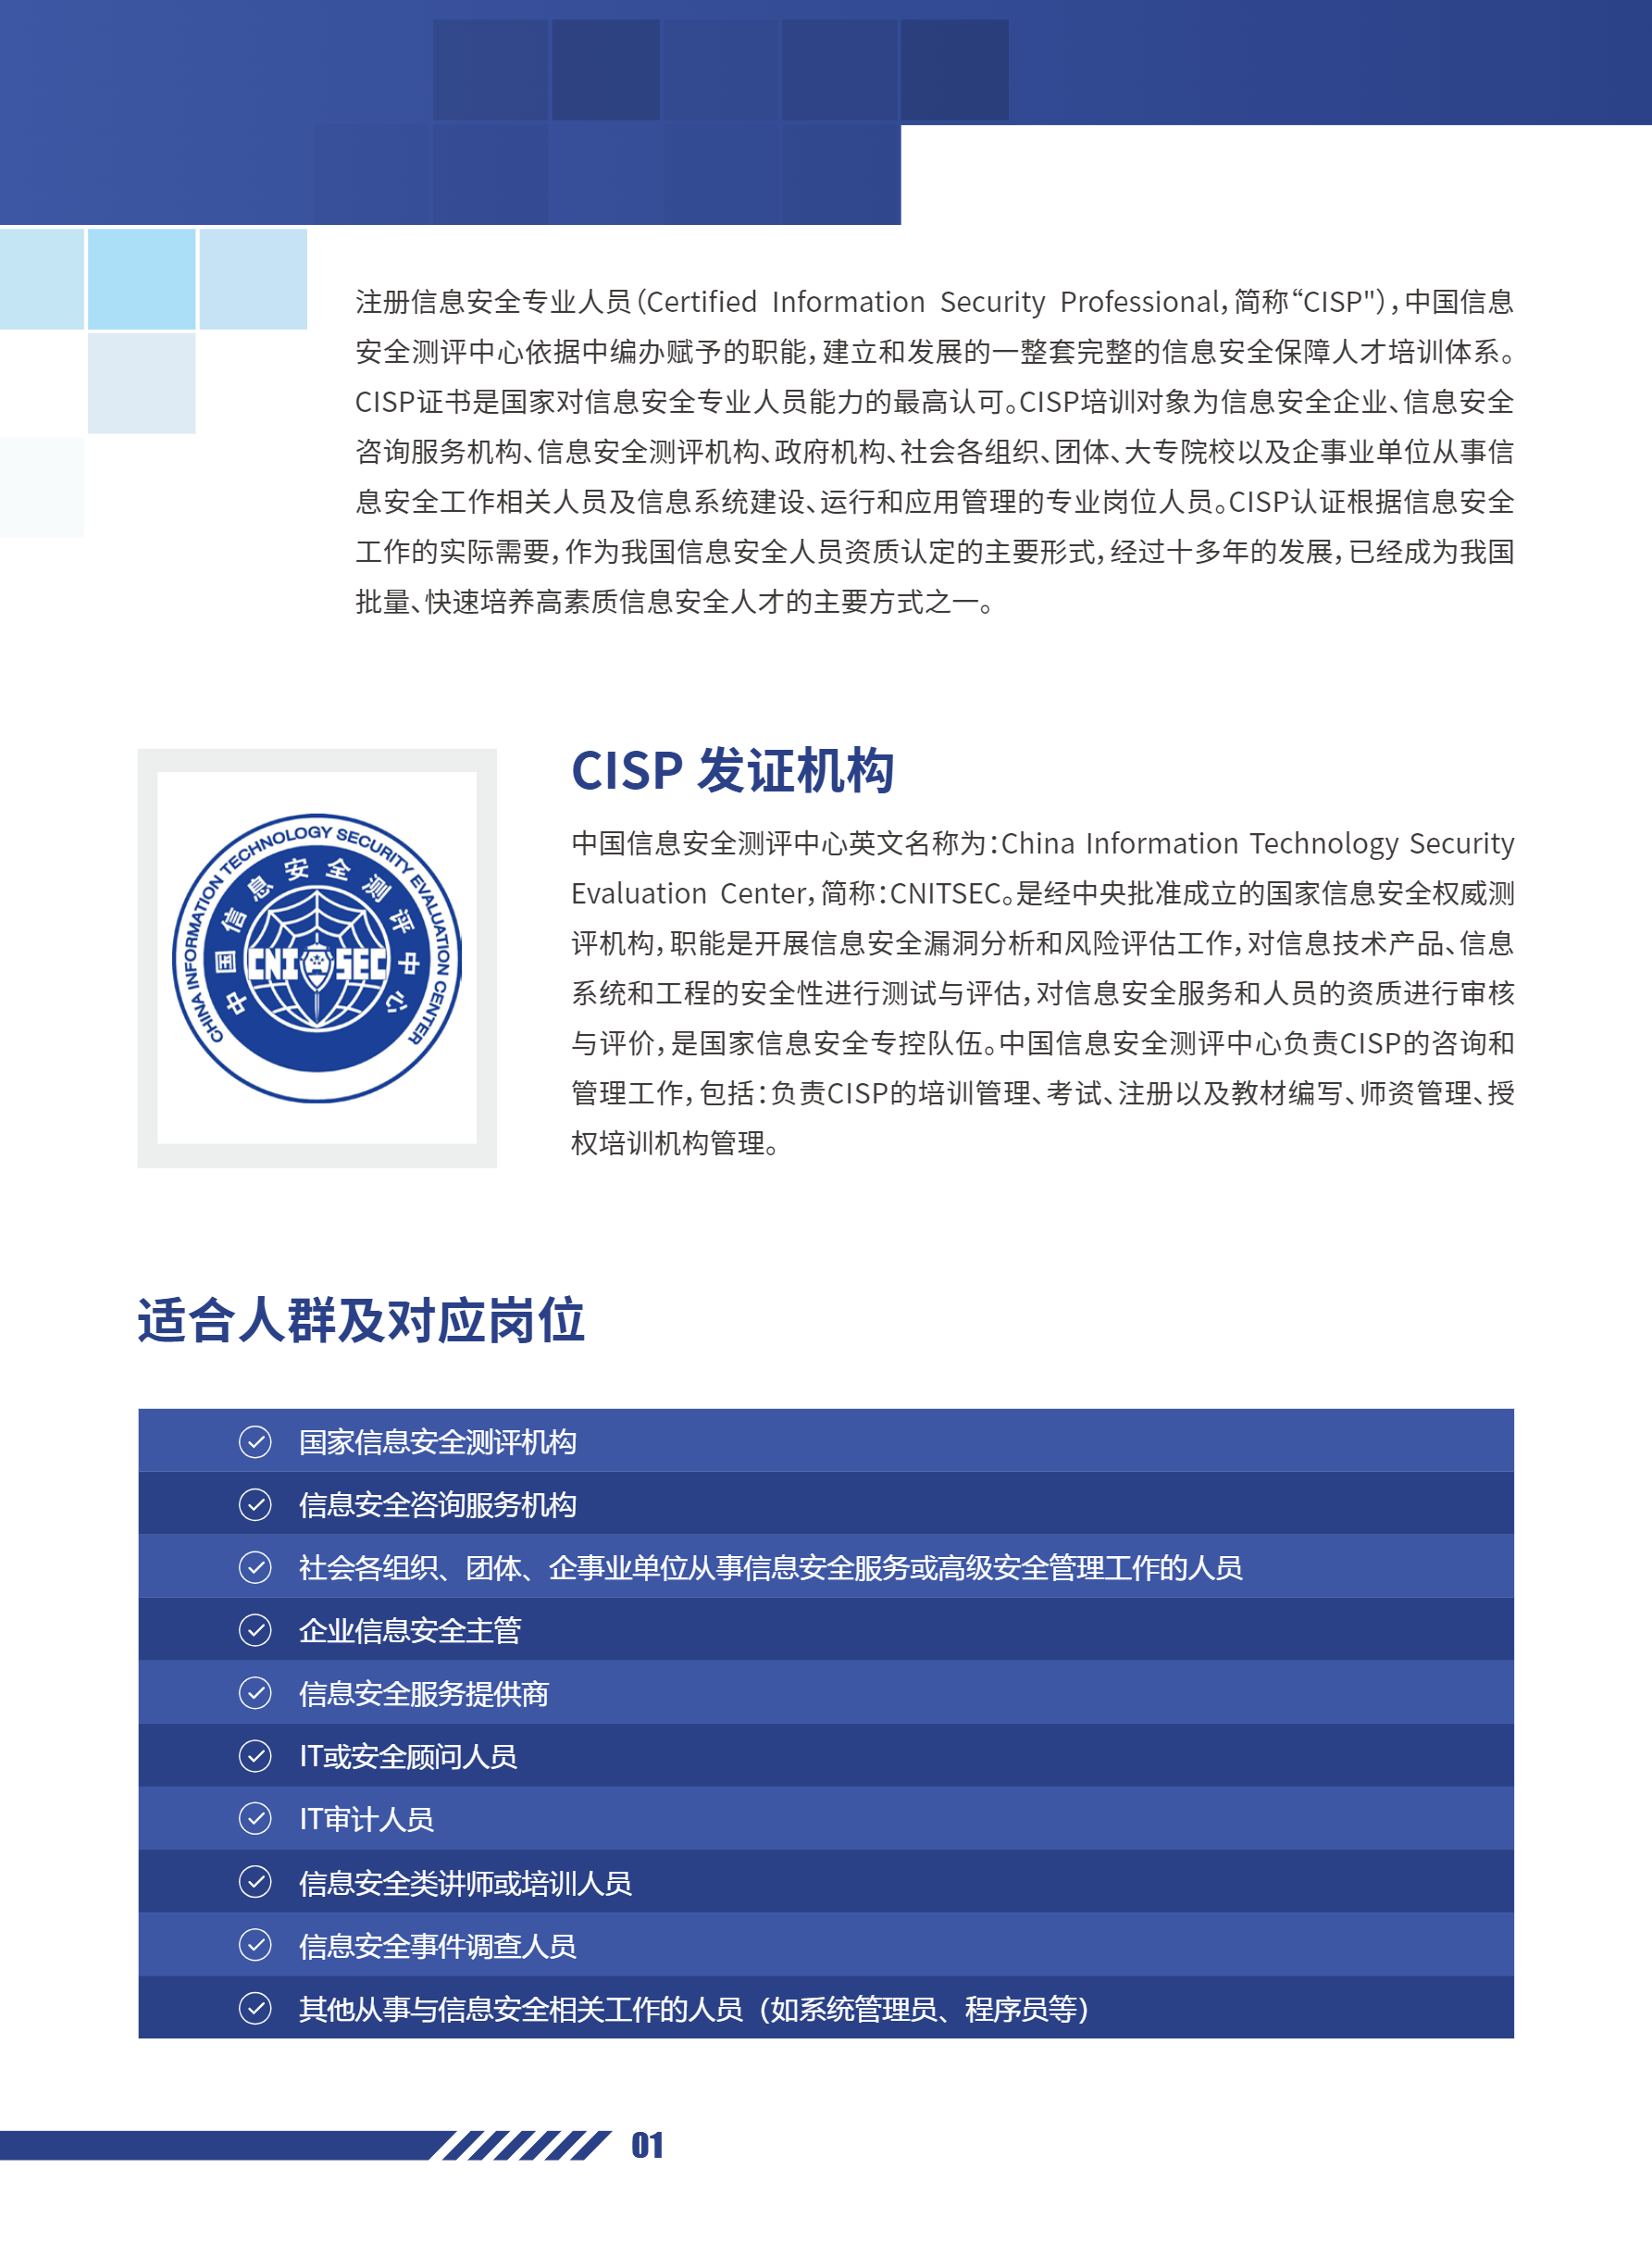 注册信息安全专业人员（Certified Information Security Professional，简称“CISP"），中国信息
安全测评中心依据中编办赋予的职能，建立和发展的一整套完整的信息安全保障人才培训体系。
CISP证书是国家对信息安全专业人员能力的最高认可。CISP培训对象为信息安全企业、信息安全
咨询服务机构、信息安全测评机构、政府机构、社会各组织、团体、大专院校以及企事业单位从事信
息安全工作相关人员及信息系统建设、运行和应用管理的专业岗位人员。CISP认证根据信息安全
工作的实际需要，作为我国信息安全人员资质认定的主要形式，经过十多年的发展，已经成为我国
批量、快速培养高素质信息安全人才的主要方式之一。
CHINA INFORMATION TECHNOLOGY SECURITY EVALUATION CENTER
中国信息安全测评中心
CNI SEC
CISP 发证机构
中国信息安全测评中心英文名称为：China Information Technology Security
Evaluation Center，简称：CNITSEC。是经中央批准成立的国家信息安全权威测
评机构，职能是开展信息安全漏洞分析和风险评估工作，对信息技术产品、信息
系统和工程的安全性进行测试与评估，对信息安全服务和人员的资质进行审核
与评价，是国家信息安全专控队伍。中国信息安全测评中心负责CISP的咨询和
管理工作，包括：负责CISP的培训管理、考试、注册以及教材编写、师资管理、授
权培训机构管理。
适合人群及对应岗位
国家信息安全测评机构
信息安全咨询服务机构
社会各组织、团体、企事业单位从事信息安全服务或高级安全管理工作的人员
企业信息安全主管
信息安全服务提供商
IT或安全顾问人员
IT审计人员
信息安全类讲师或培训人员
信息安全事件调查人员
其他从事与信息安全相关工作的人员（如系统管理员、程序员等）
01